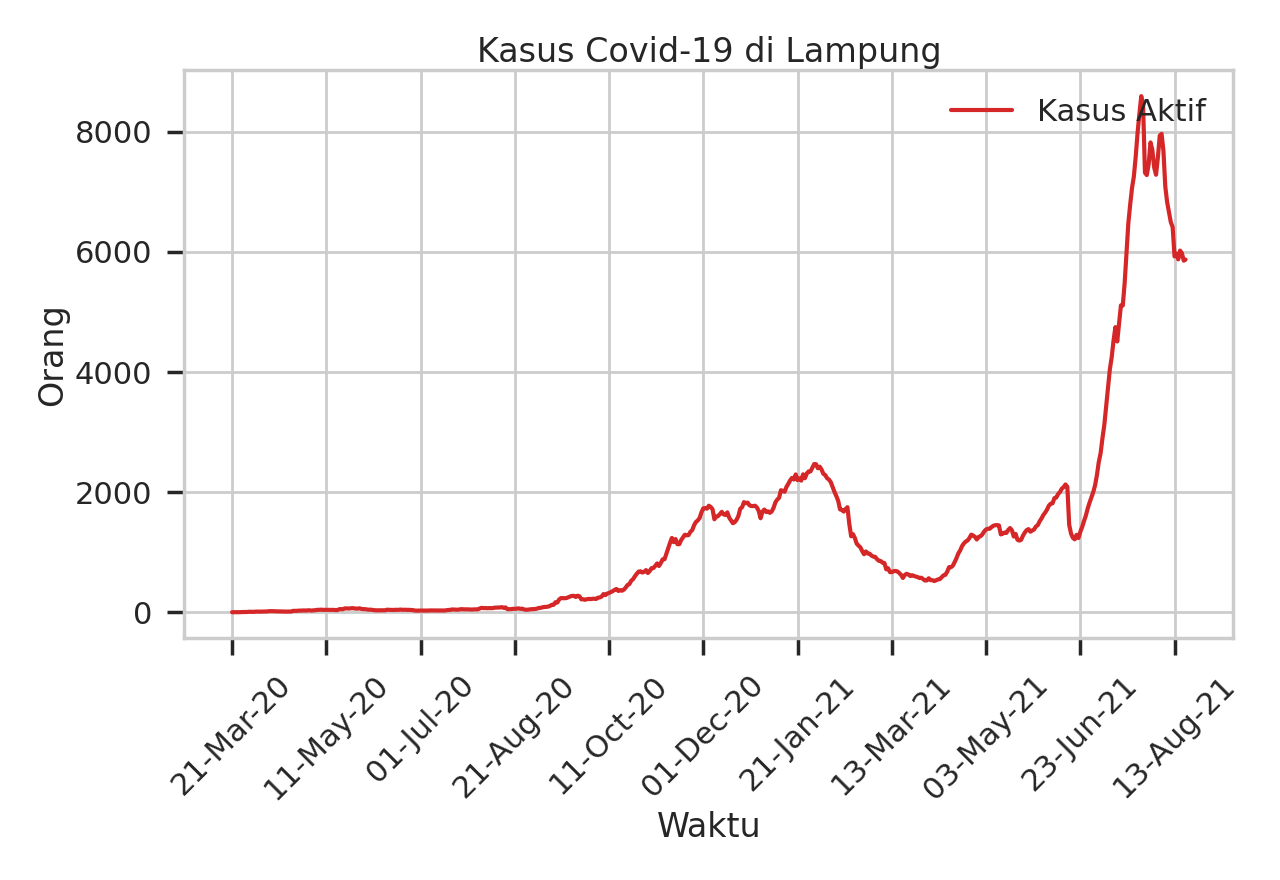 Kasus Covid-19 di Lampung
Kasus Aktif
8000
6000
4000
2000
0
Orang
21-Mar-20
11-May-20
01-Jul-20
21-Aug-20
11-Oct-20
01-Dec-20
21-Jan-21
13-Mar-21
03-May-21
23-Jun-21
13-Aug-21
Waktu